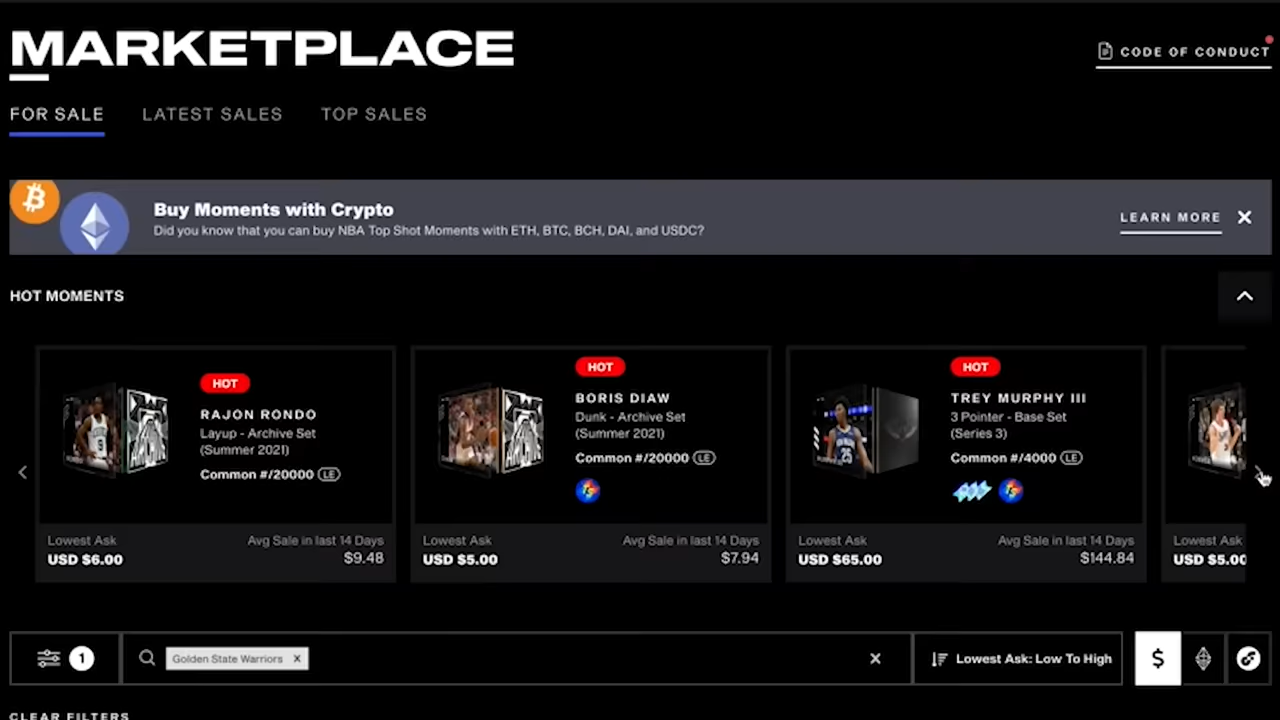 MARKETPLACE
CODE OF CONDUCT
FOR SALE
LATEST SALES
TOP SALES
Buy Moments with Crypto
Did you know that you can buy NBA Top Shot Moments with ETH, BTC, BCH, DAI, and USDC?
LEARN MORE
HOT MOMENTS
HOT
RAJON RONDO
Layup - Archive Set
(Summer 2021)
Common #/20000 LE
Lowest Ask
USD $6.00
Avg Sale in last 14 Days
$9.48
HOT
BORIS DIAW
Dunk - Archive Set
(Summer 2021)
Common #/20000 LE
Lowest Ask
USD $5.00
Avg Sale in last 14 Days
$7.94
HOT
TREY MURPHY III
3 Pointer - Base Set
(Series 3)
Common #/4000 LE
Lowest Ask
USD $65.00
Avg Sale in last 14 Days
$144.84
Lowest Ask
USD $5.00
1
Golden State Warriors x
Lowest Ask: Low To High
$
CLEAR FILTERS